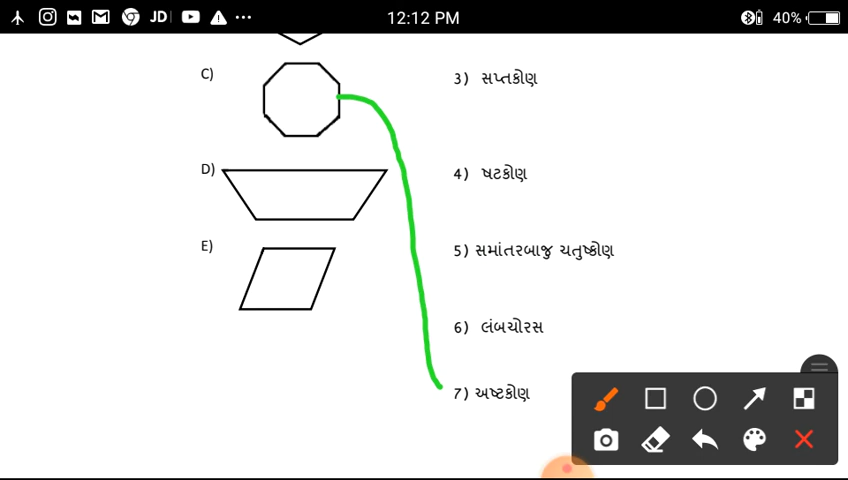 JD
12:12 PM
40%
C)
3) સપ્તકોણ
D)
4) ષટકોણ
E)
5) સમાંતરબાજુ ચતુષ્કોણ
6) લંબચોરસ
7) અષ્ટકોણ